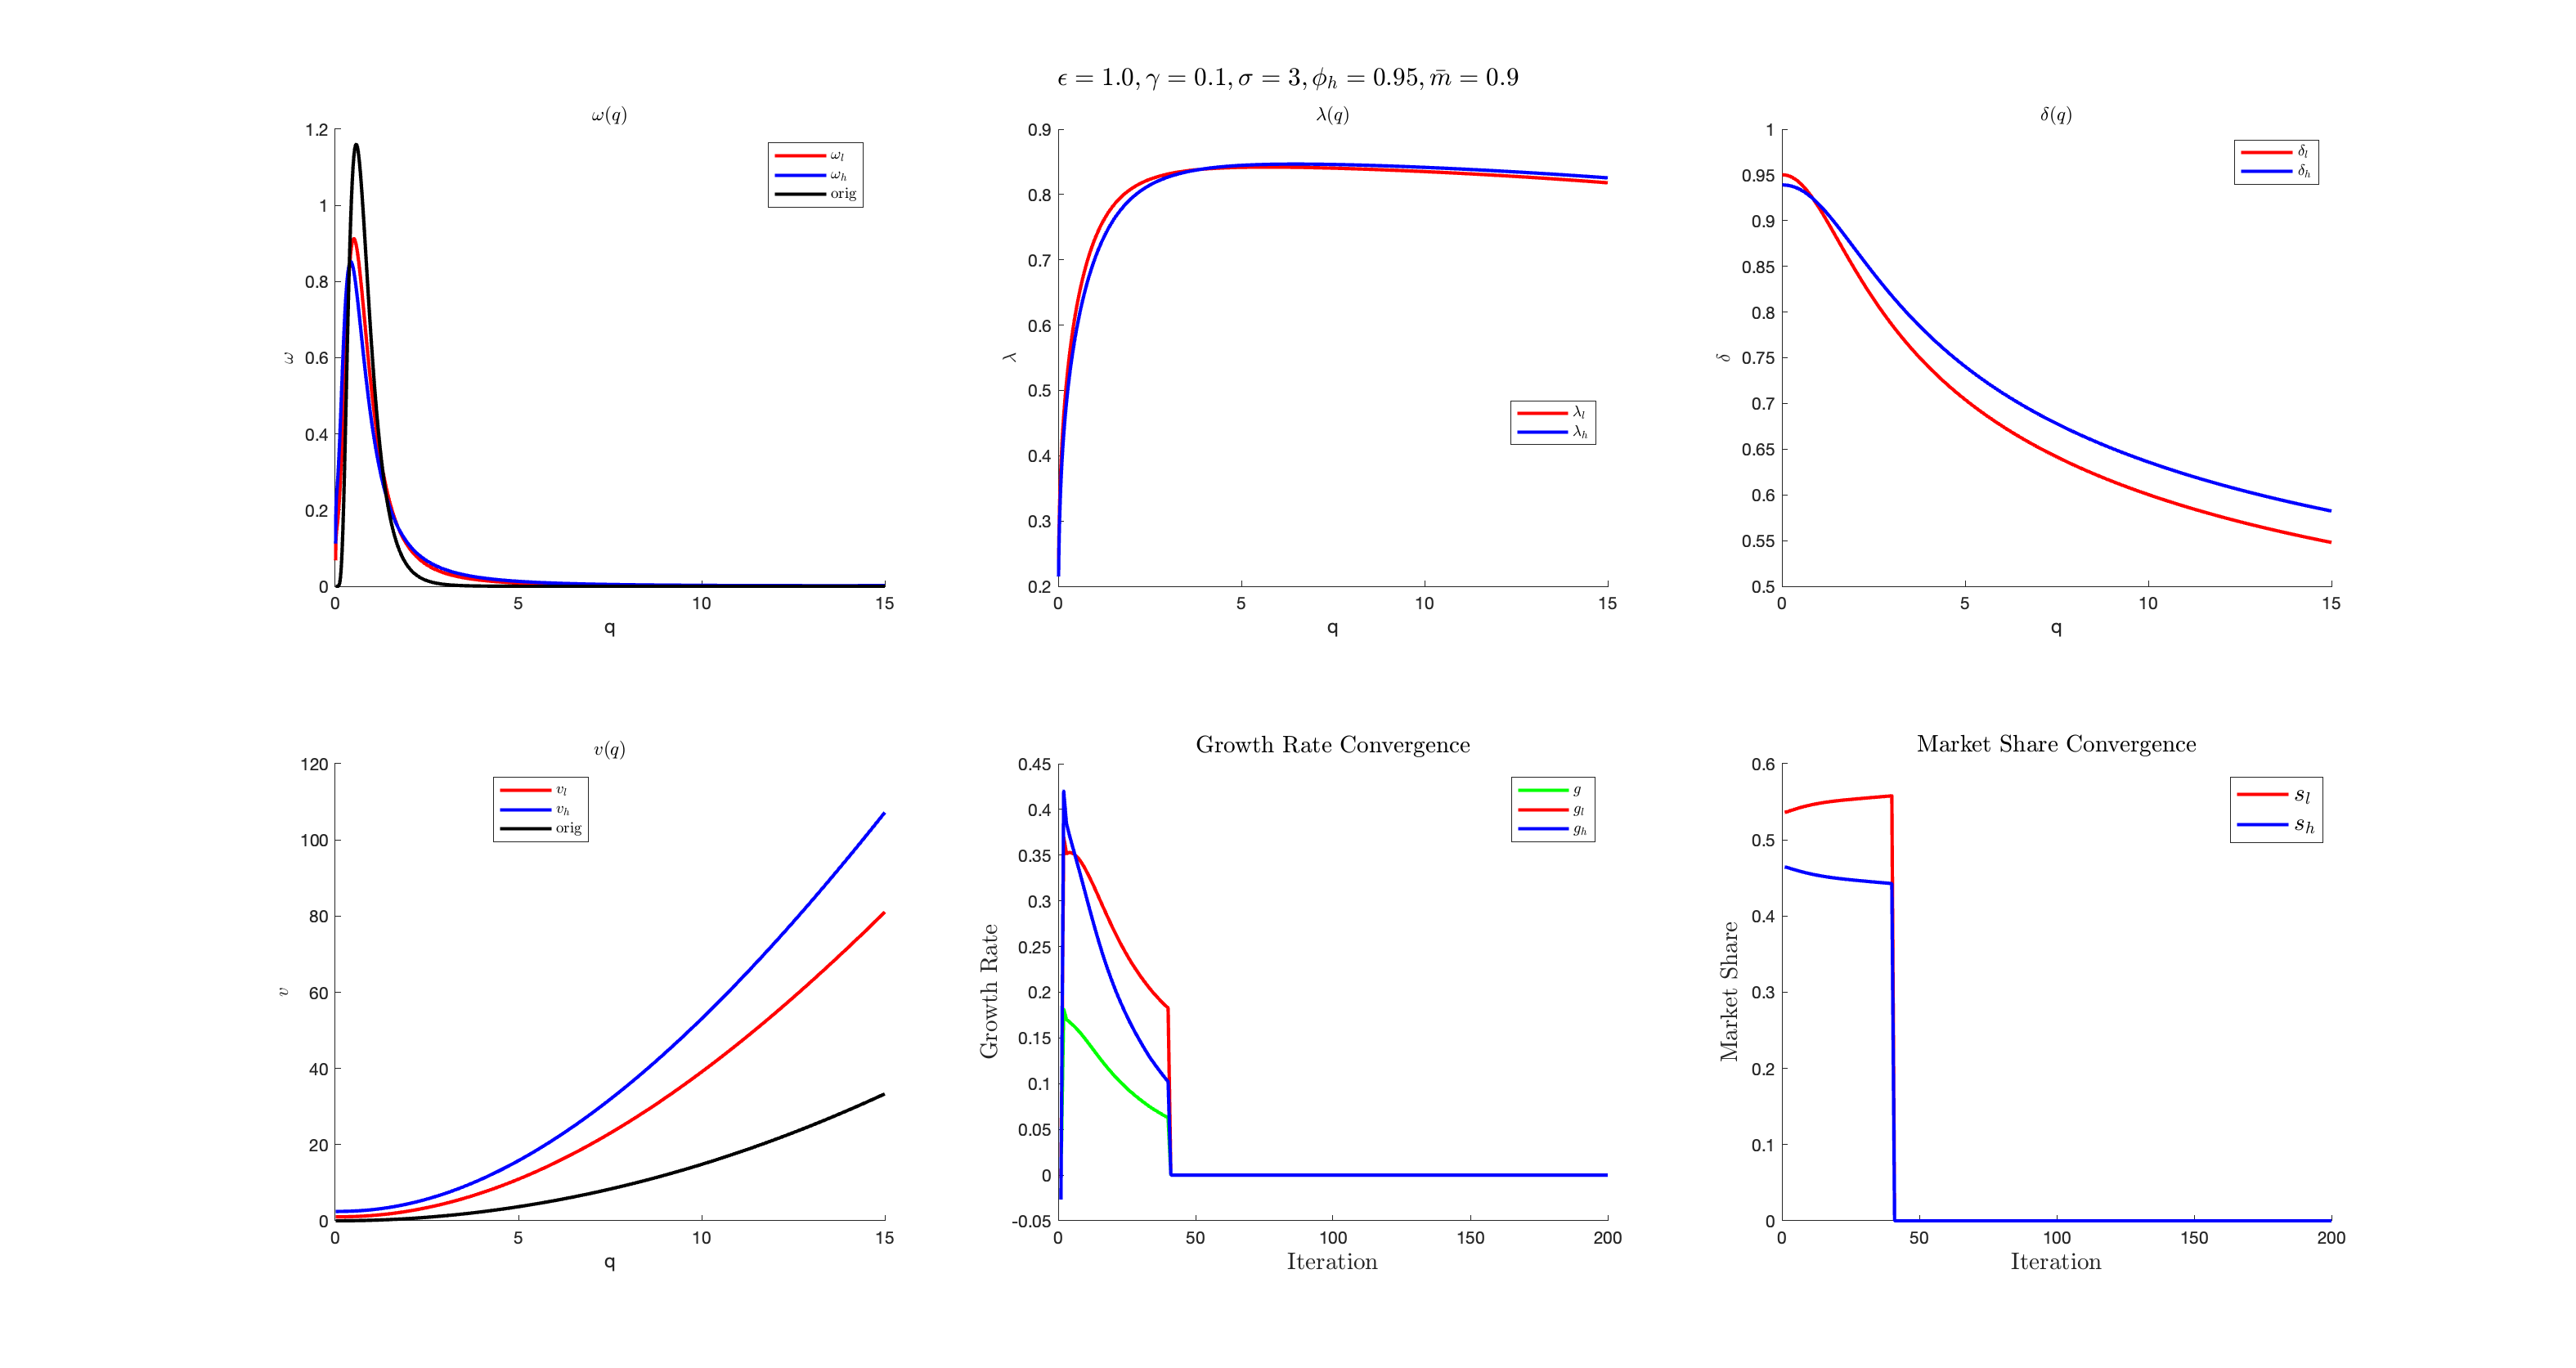 ϵ = 1.0, γ = 0.1, σ = 3, ϕ_h = 0.95, m̄ = 0.9
ω(q)
1.2
1
0.8
0.6
0.4
0.2
0
ω
0
5
10
15
q
ω_l
ω_h
orig
λ(q)
0.9
0.8
0.7
0.6
0.5
0.4
0.3
0.2
λ
0
5
10
15
q
λ_l
λ_h
δ(q)
1
0.95
0.9
0.85
0.8
0.75
0.7
0.65
0.6
0.55
0.5
δ
0
5
10
15
q
δ_l
δ_h
v(q)
120
100
80
60
40
20
0
v
0
5
10
15
q
v_l
v_h
orig
Growth Rate Convergence
0.45
0.4
0.35
0.3
0.25
0.2
0.15
0.1
0.05
0
-0.05
Growth Rate
0
50
100
150
200
Iteration
g
g_l
g_h
Market Share Convergence
0.6
0.5
0.4
0.3
0.2
0.1
0
Market Share
0
50
100
150
200
Iteration
s_l
s_h